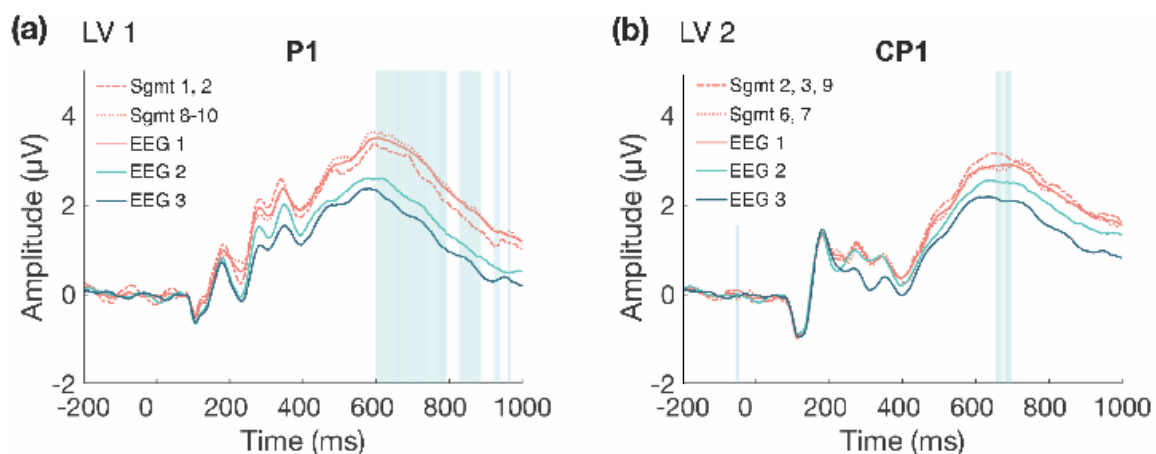 (a) LV 1
P1
Sgmt 1, 2
Sgmt 8-10
EEG 1
EEG 2
EEG 3
Amplitude (µV)
4
2
0
-2
-200 0 200 400 600 800 1000
Time (ms)
(b) LV 2
CP1
Sgmt 2, 3, 9
Sgmt 6, 7
EEG 1
EEG 2
EEG 3
Amplitude (µV)
4
2
0
-2
-200 0 200 400 600 800 1000
Time (ms)